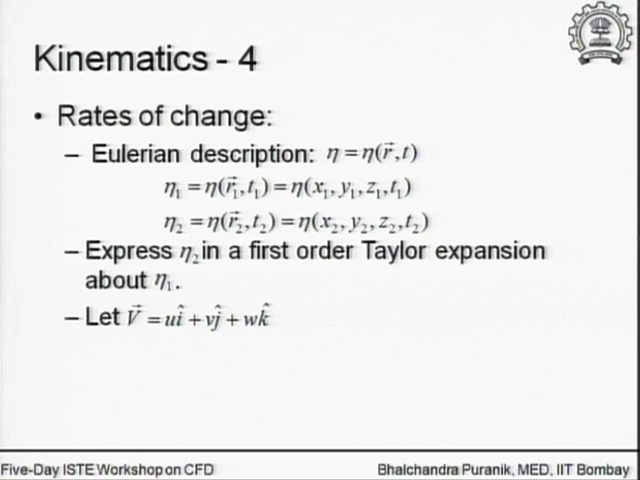 Kinematics - 4
• Rates of change:
– Eulerian description: η = η(r⃗,t)
η₁ = η(r⃗₁,t₁) = η(x₁, y₁, z₁, t₁)
η₂ = η(r⃗₂,t₂) = η(x₂, y₂, z₂, t₂)
– Express η₂ in a first order Taylor expansion
about η₁.
– Let V⃗ = uî + vĵ + wk̂
Five-Day ISTE Workshop on CFD
Bhalchandra Puranik, MED, IIT Bombay